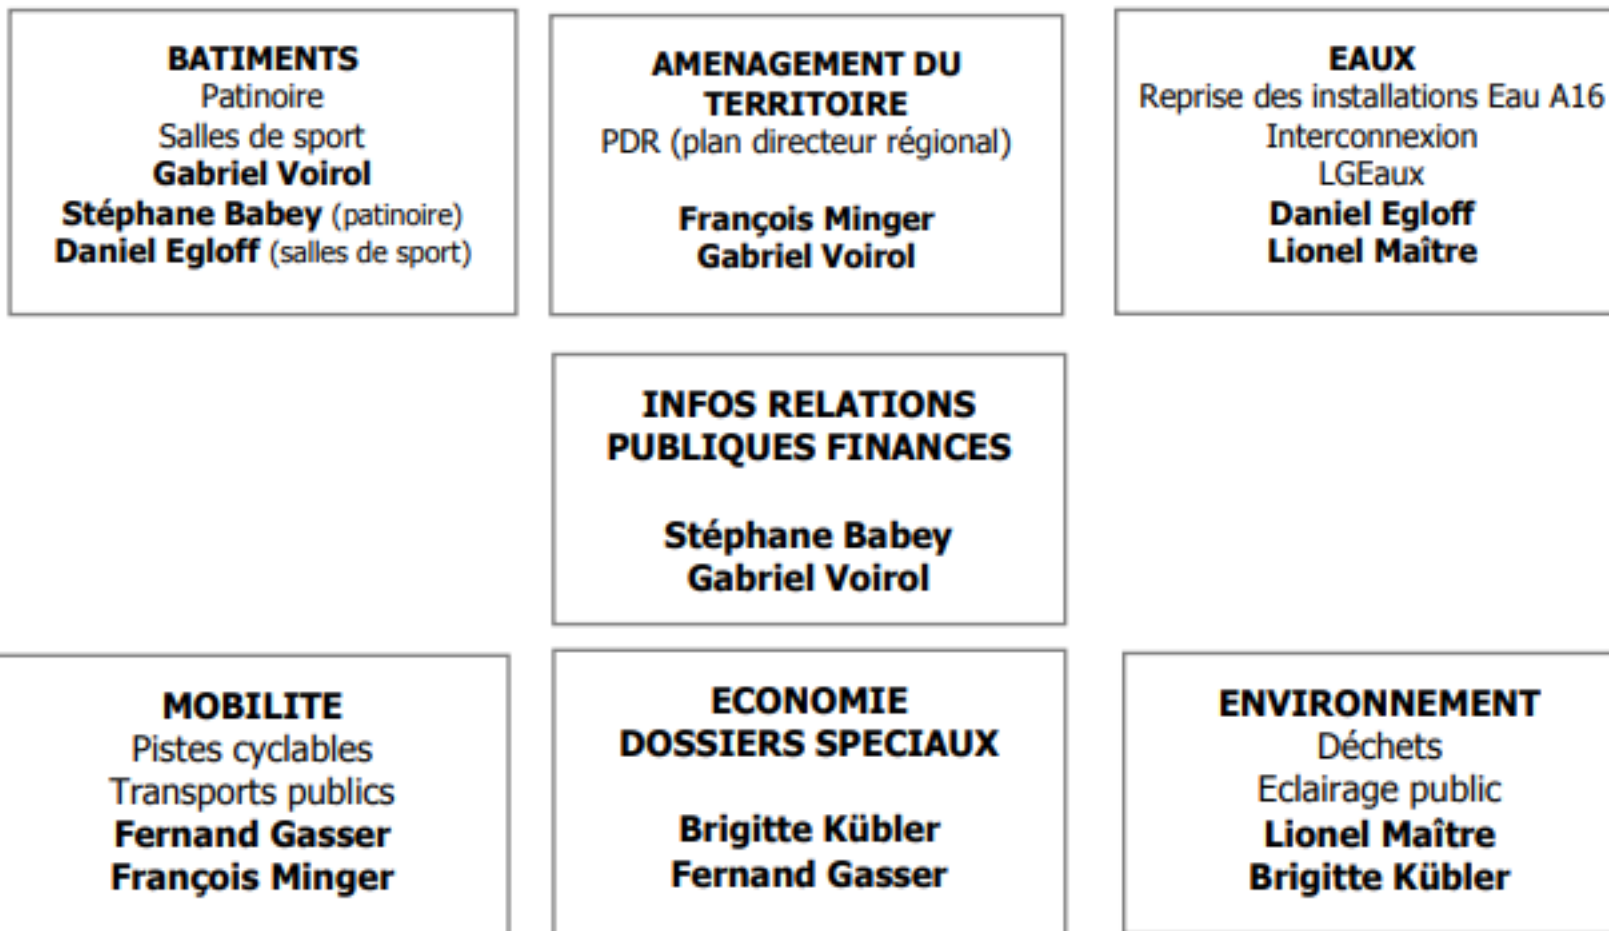 BATIMENTS
Patinoire
Salles de sport
Gabriel Voirol
Stéphane Babey (patinoire)
Daniel Egloff (salles de sport)
AMENAGEMENT DU
TERRITOIRE
PDR (plan directeur régional)
François Minger
Gabriel Voirol
EAUX
Reprise des installations Eau A16
Interconnexion
LGEaux
Daniel Egloff
Lionel Maître
INFOS RELATIONS
PUBLIQUES FINANCES
Stéphane Babey
Gabriel Voirol
MOBILITE
Pistes cyclables
Transports publics
Fernand Gasser
François Minger
ECONOMIE
DOSSIERS SPECIAUX
Brigitte Kübler
Fernand Gasser
ENVIRONNEMENT
Déchets
Eclairage public
Lionel Maître
Brigitte Kübler